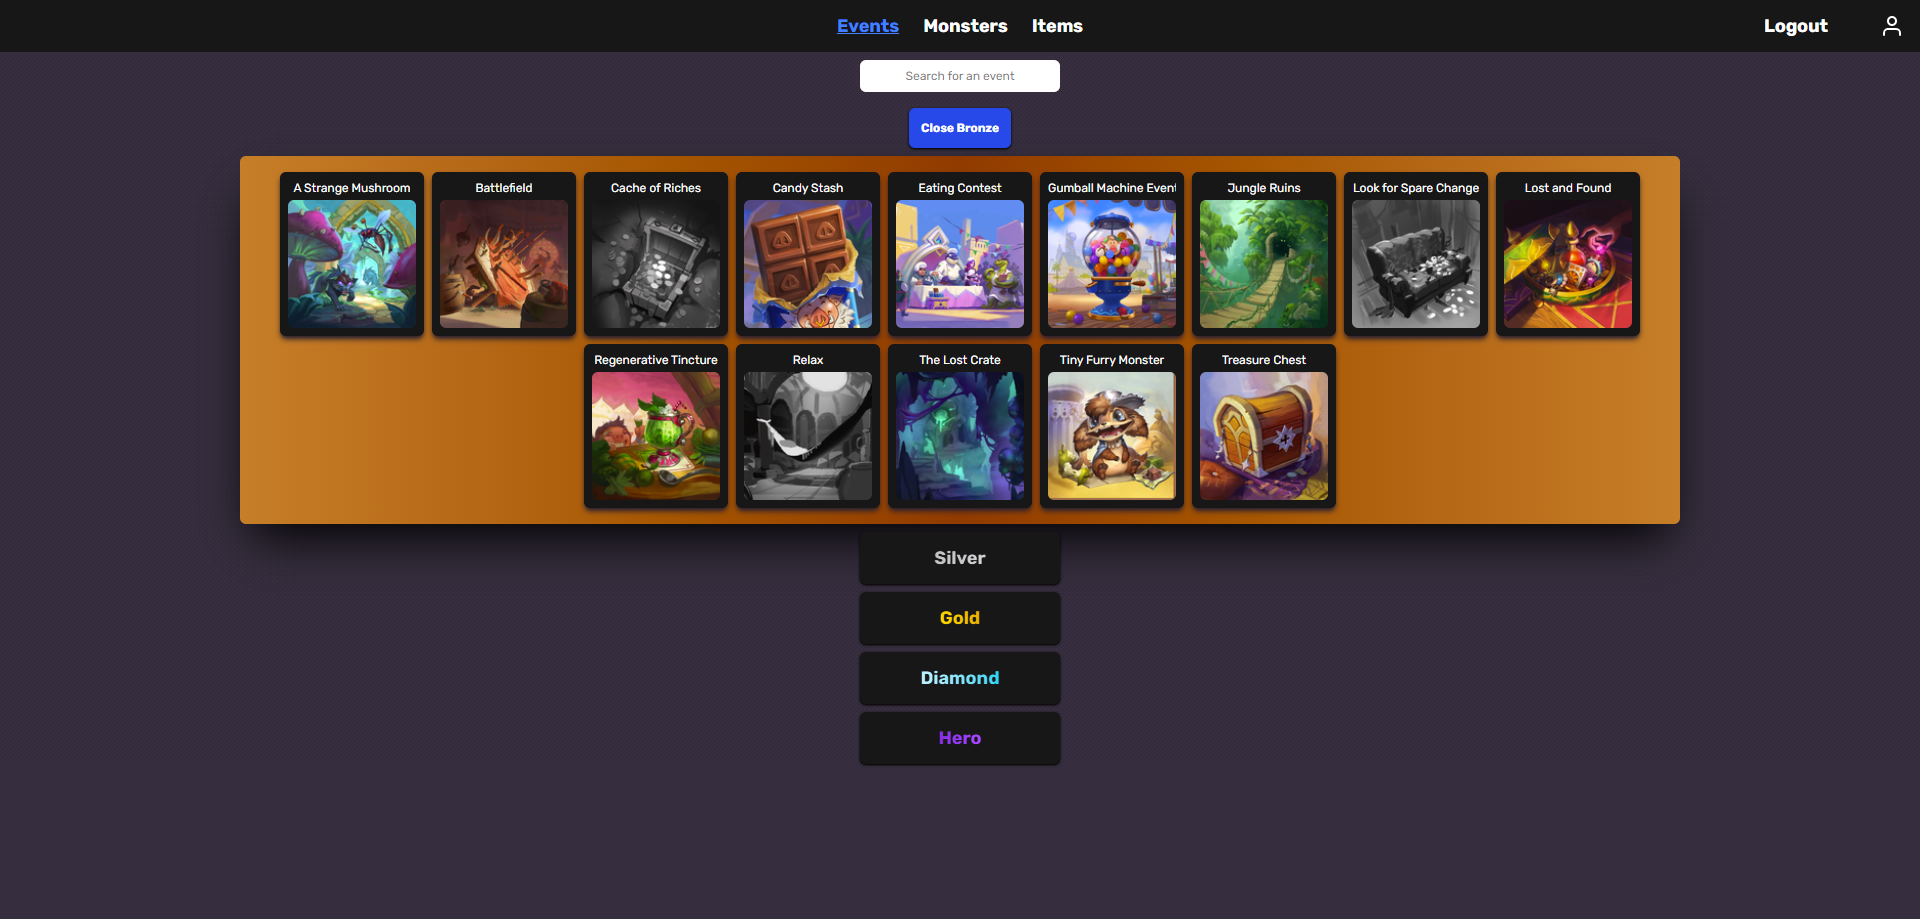 Events Monsters Items Logout
Search for an event
Close Bronze
A Strange Mushroom
Battlefield
Cache of Riches
Candy Stash
Eating Contest
Gumball Machine Event
Jungle Ruins
Look for Spare Change
Lost and Found
Regenerative Tincture
Relax
The Lost Crate
Tiny Furry Monster
Treasure Chest
Silver
Gold
Diamond
Hero